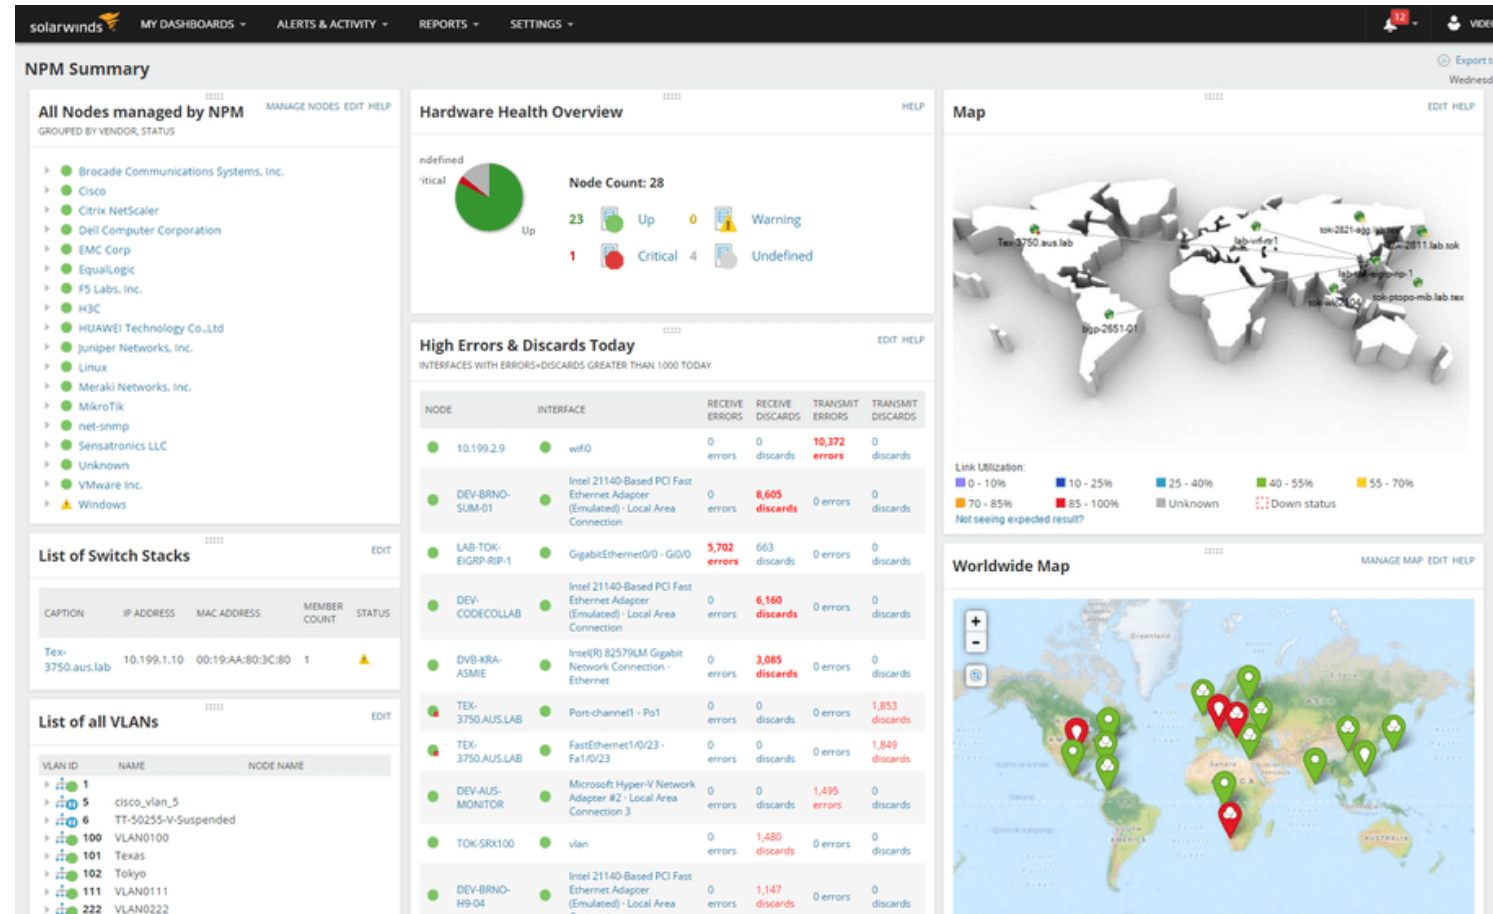 solarwinds
MY DASHBOARDS
ALERTS & ACTIVITY
REPORTS
SETTINGS
12
NPM Summary
Export
Wednesd
All Nodes managed by NPM
MANAGE NODES EDIT HELP
GROUPED BY VENDOR, STATUS
Brocade Communications Systems, Inc.
Cisco
Citrix NetScaler
Dell Computer Corporation
EMC Corp
EqualLogic
F5 Labs, Inc.
H3C
HUAWEI Technology Co.,Ltd
Juniper Networks, Inc.
Linux
Meraki Networks, Inc.
MikroTik
net-snmp
Sensatronics LLC
Unknown
VMware Inc.
Windows
List of Switch Stacks
EDIT
CAPTION IP ADDRESS MAC ADDRESS MEMBER COUNT STATUS
Tex-
3750.aus.lab 10.199.1.10 00:19:AA:80:3C:80 1
List of all VLANs
EDIT
VLAN ID NAME NODE NAME
1
5 cisco_vlan_5
6 TT-50255-V-Suspended
100 VLAN0100
101 Texas
102 Tokyo
111 VLAN0111
222 VLAN0222
Hardware Health Overview
HELP
ndefined
ritical
Up
Node Count: 28
23 Up 0 Warning
1 Critical 4 Undefined
High Errors & Discards Today
EDIT HELP
INTERFACES WITH ERRORS+DISCARDS GREATER THAN 1000 TODAY
NODE INTERFACE RECEIVE ERRORS RECEIVE DISCARDS TRANSMIT ERRORS TRANSMIT DISCARDS
10.199.2.9 wifi0 0 errors 0 discards 10,372 errors 0 discards
DEV-BRNO-SUM-01 Intel 21140-Based PCI Fast Ethernet Adapter (Emulated) - Local Area Connection 0 errors 8,605 discards 0 errors 0 discards
LAB-TOK-EIGRP-RIP-1 GigabitEthernet0/0 - Gi0/0 5,702 errors 663 discards 0 errors 0 discards
DEV-CODECOLLAB Intel 21140-Based PCI Fast Ethernet Adapter (Emulated) - Local Area Connection 0 errors 6,160 discards 0 errors 0 discards
DVB-KRA-ASMIE Intel(R) 82579LM Gigabit Network Connection - Ethernet 0 errors 3,085 discards 0 errors 0 discards
TEX-3750.AUS.LAB Port-channel1 - Po1 0 errors 0 discards 0 errors 1,853 discards
TEX-3750.AUS.LAB FastEthernet1/0/23 - Fa1/0/23 0 errors 0 discards 0 errors 1,849 discards
DEV-AUS-MONITOR Microsoft Hyper-V Network Adapter #2 - Local Area Connection 3 0 errors 0 discards 1,495 errors 0 discards
TOK-SRX100 vlan 0 errors 1,480 discards 0 errors 0 discards
DEV-BRNO-H9-04 Intel 21140-Based PCI Fast Ethernet Adapter (Emulated) - Local Area 0 errors 1,147 discards 0 errors 0 discards
Map
EDIT HELP
Tex-3750.aus.lab
bgp-2651-01
tok-ptopo-mib.lab.tex
Link Utilization:
0 - 10% 10 - 25% 25 - 40% 40 - 55% 55 - 70%
70 - 85% 85 - 100% Unknown Down status
Not seeing expected result?
Worldwide Map
MANAGE MAP EDIT HELP
+
-
Greenland
AUSTRALIA